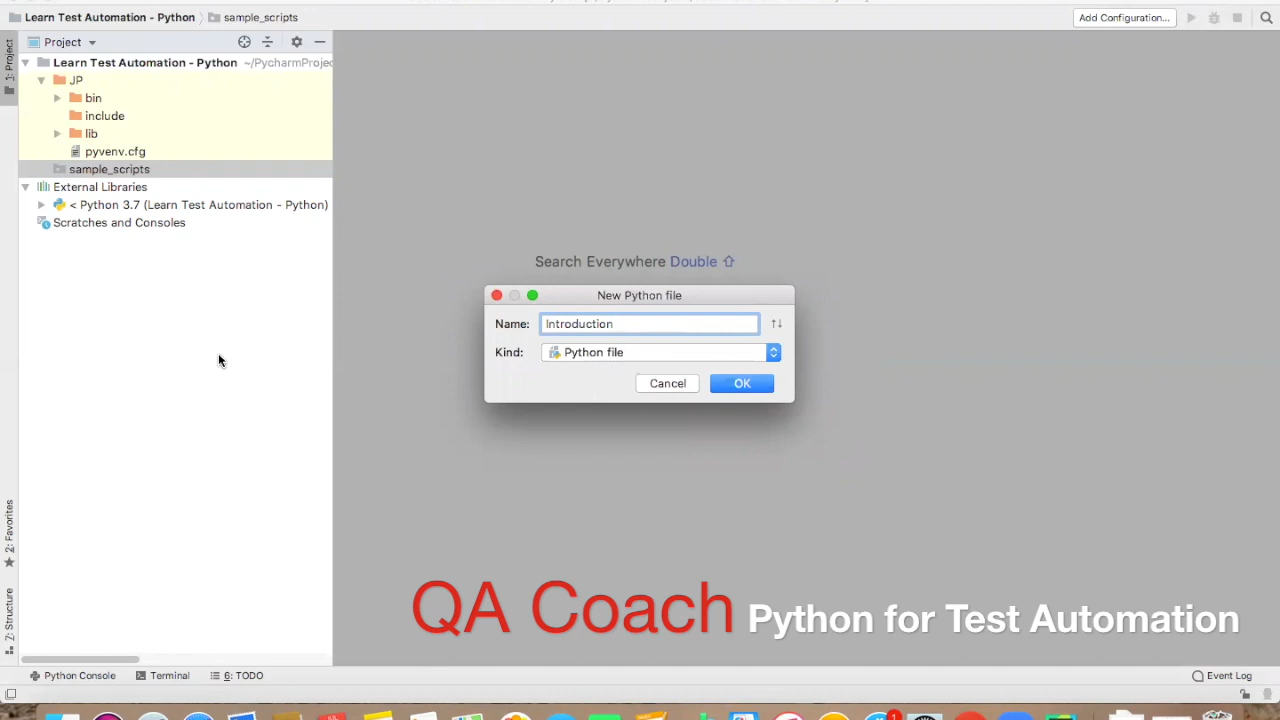 Learn Test Automation - Python
sample_scripts
Add Configuration...
1: Project
Project
Learn Test Automation - Python ~/PycharmProjec
JP
bin
include
lib
pyvenv.cfg
sample_scripts
External Libraries
< Python 3.7 (Learn Test Automation - Python)
Scratches and Consoles
Search Everywhere Double ⇧
New Python file
Name: Introduction
Kind: Python file
Cancel OK
2: Favorites
7: Structure
QA Coach Python for Test Automation
Python Console
Terminal
6: TODO
Event Log
1